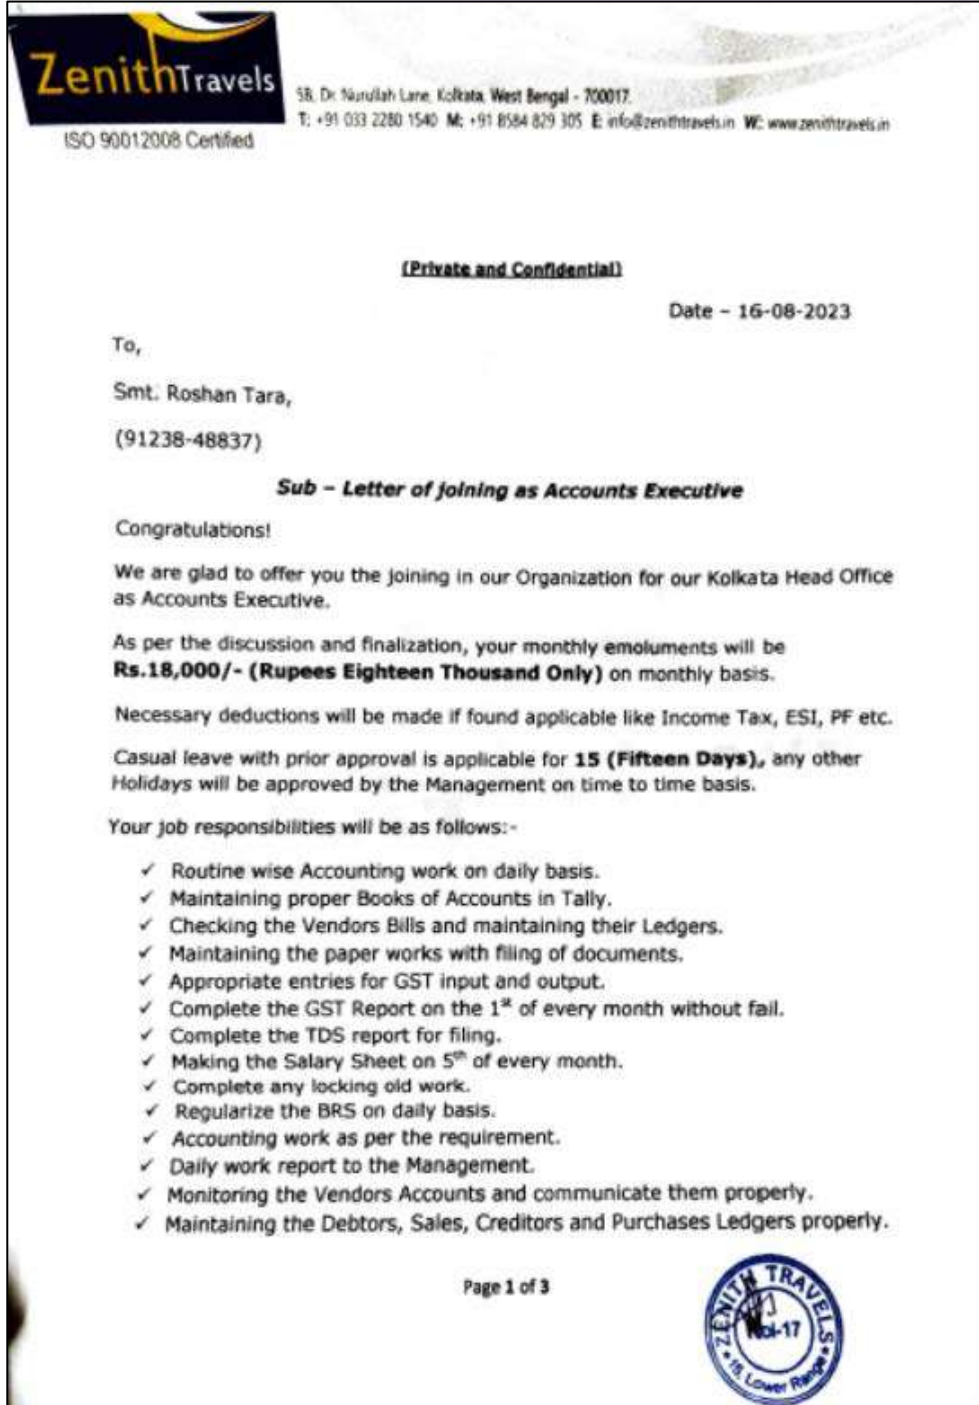 ZenithTravels
ISO 90012008 Certified
5B, Dr. Nurullah Lane, Kolkata, West Bengal - 700017.
T: +91 033 2280 1540 M: +91 8584 829 305 E: info@zenithtravels.in W: www.zenithtravels.in
(Private and Confidential)
Date – 16-08-2023
To,
Smt. Roshan Tara,
(91238-48837)
Sub – Letter of joining as Accounts Executive
Congratulations!
We are glad to offer you the joining in our Organization for our Kolkata Head Office
as Accounts Executive.
As per the discussion and finalization, your monthly emoluments will be
Rs.18,000/- (Rupees Eighteen Thousand Only) on monthly basis.
Necessary deductions will be made if found applicable like Income Tax, ESI, PF etc.
Casual leave with prior approval is applicable for 15 (Fifteen Days), any other
Holidays will be approved by the Management on time to time basis.
Your job responsibilities will be as follows:-
✓ Routine wise Accounting work on daily basis.
✓ Maintaining proper Books of Accounts in Tally.
✓ Checking the Vendors Bills and maintaining their Ledgers.
✓ Maintaining the paper works with filing of documents.
✓ Appropriate entries for GST input and output.
✓ Complete the GST Report on the 1st of every month without fail.
✓ Complete the TDS report for filing.
✓ Making the Salary Sheet on 5th of every month.
✓ Complete any locking old work.
✓ Regularize the BRS on daily basis.
✓ Accounting work as per the requirement.
✓ Daily work report to the Management.
✓ Monitoring the Vendors Accounts and communicate them properly.
✓ Maintaining the Debtors, Sales, Creditors and Purchases Ledgers properly.
Page 1 of 3
ZENITH TRAVELS
Kol-17
Lower Range